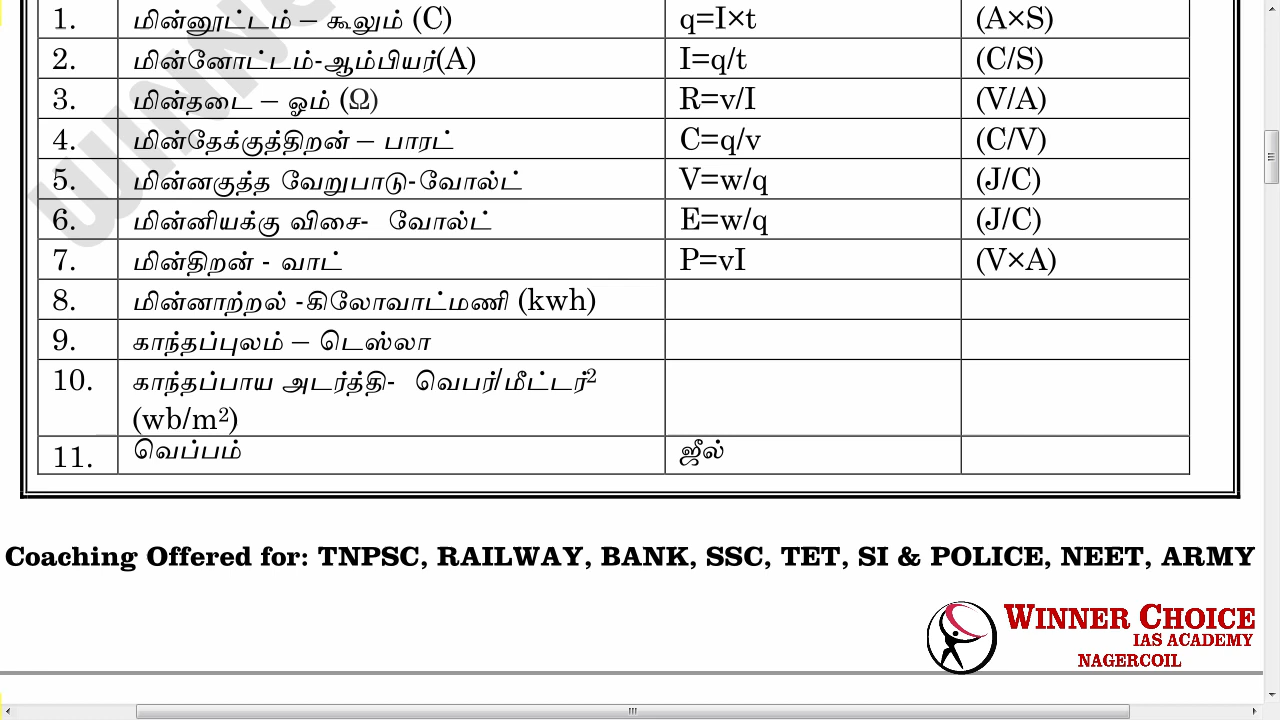 1. மின்னூட்டம் – கூலும் (C) q=I×t (A×S)
2. மின்னோட்டம்-ஆம்பியர்(A) I=q/t (C/S)
3. மின்தடை – ஓம் (Ω) R=v/I (V/A)
4. மின்தேக்குத்திறன் – பாரட் C=q/v (C/V)
5. மின்னகுத்த வேறுபாடு-வோல்ட் V=w/q (J/C)
6. மின்னியக்கு விசை- வோல்ட் E=w/q (J/C)
7. மின்திறன் - வாட் P=vI (V×A)
8. மின்னாற்றல் -கிலோவாட்மணி (kwh)
9. காந்தப்புலம் – டெஸ்லா
10. காந்தப்பாய அடர்த்தி- வெபர்/மீட்டர்²
(wb/m²)
11. வெப்பம் ஜீல்
Coaching Offered for: TNPSC, RAILWAY, BANK, SSC, TET, SI & POLICE, NEET, ARMY
WINNER CHOICE
IAS ACADEMY
NAGERCOIL